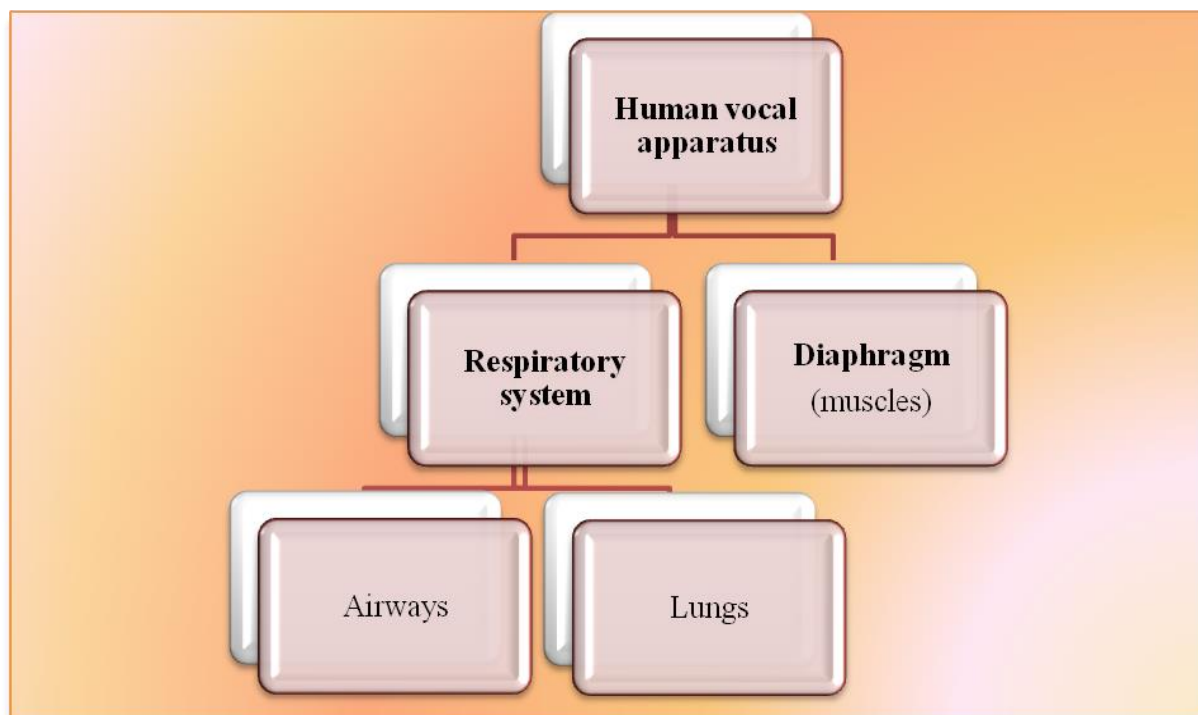 Human vocal
apparatus
Respiratory
system
Diaphragm
(muscles)
Airways
Lungs